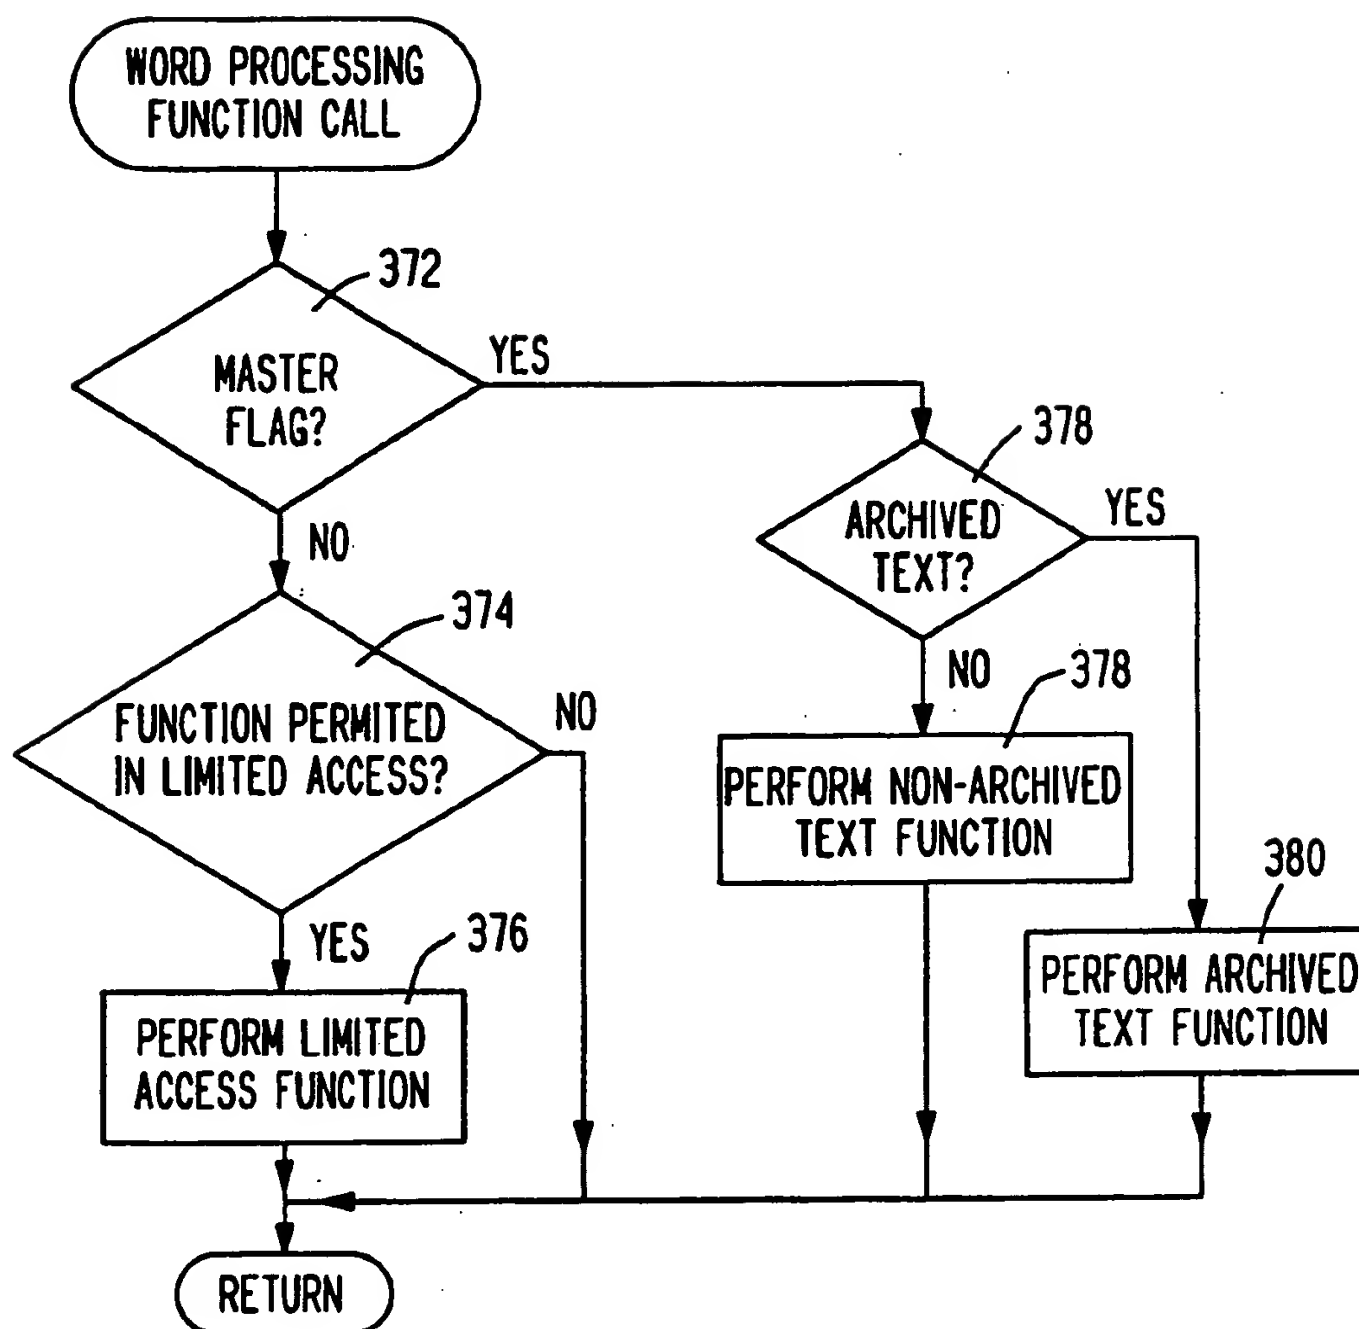 WORD PROCESSING
FUNCTION CALL
372
MASTER
FLAG?
YES
NO
378
ARCHIVED
TEXT?
YES
NO
374
FUNCTION PERMITED
IN LIMITED ACCESS?
NO
YES
378
PERFORM NON-ARCHIVED
TEXT FUNCTION
380
PERFORM ARCHIVED
TEXT FUNCTION
376
PERFORM LIMITED
ACCESS FUNCTION
RETURN